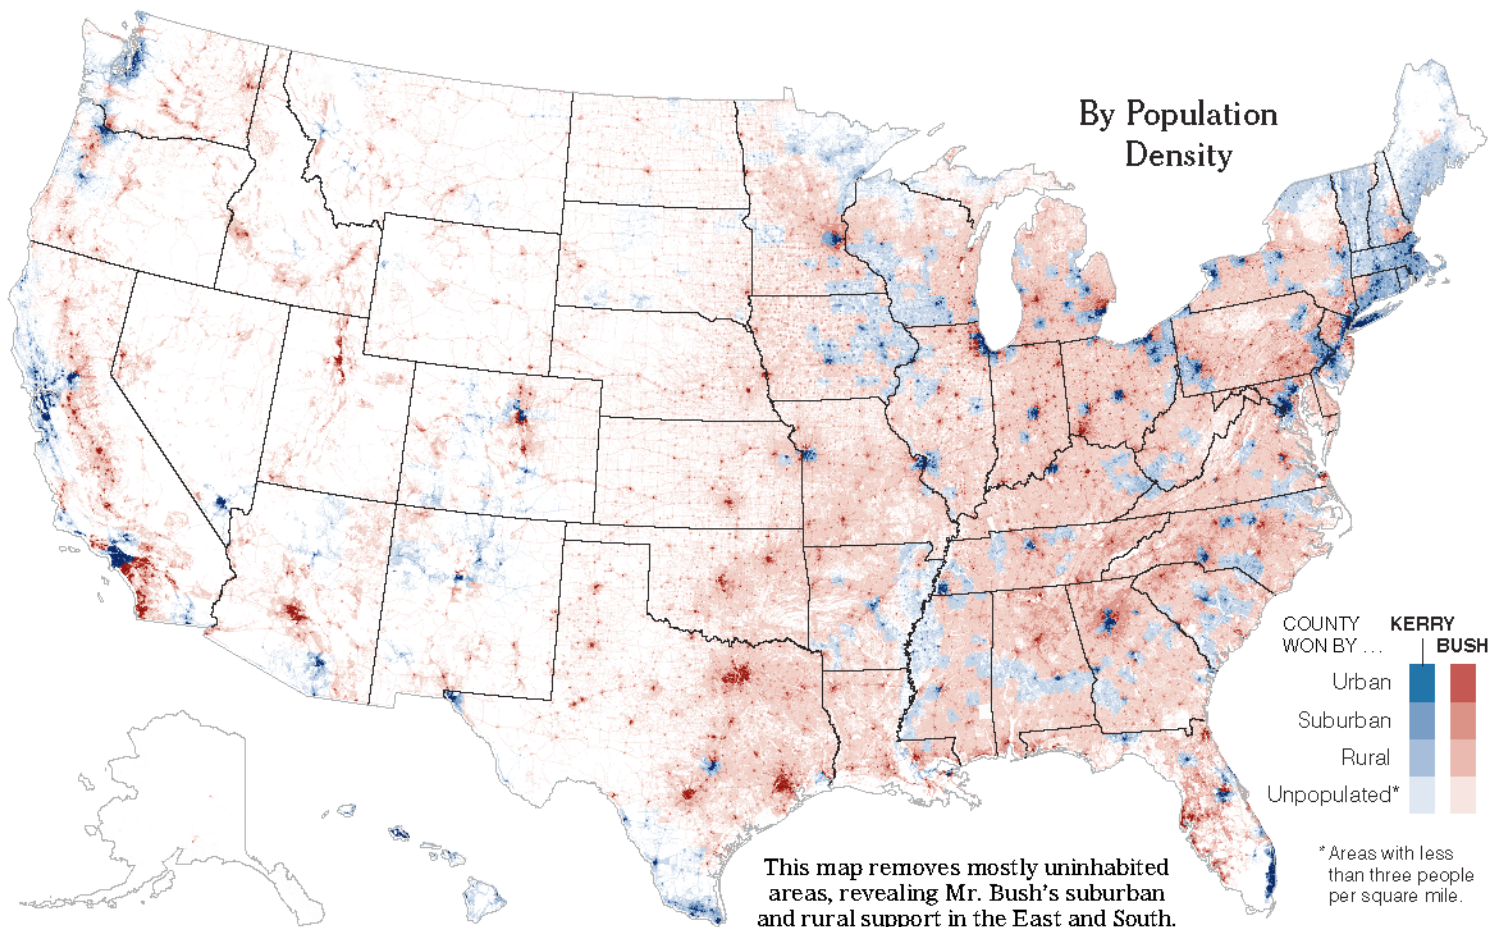 By Population
Density
COUNTY KERRY
WON BY ... BUSH
Urban
Suburban
Rural
Unpopulated*
* Areas with less
than three people
per square mile.
This map removes mostly uninhabited
areas, revealing Mr. Bush's suburban
and rural support in the East and South.